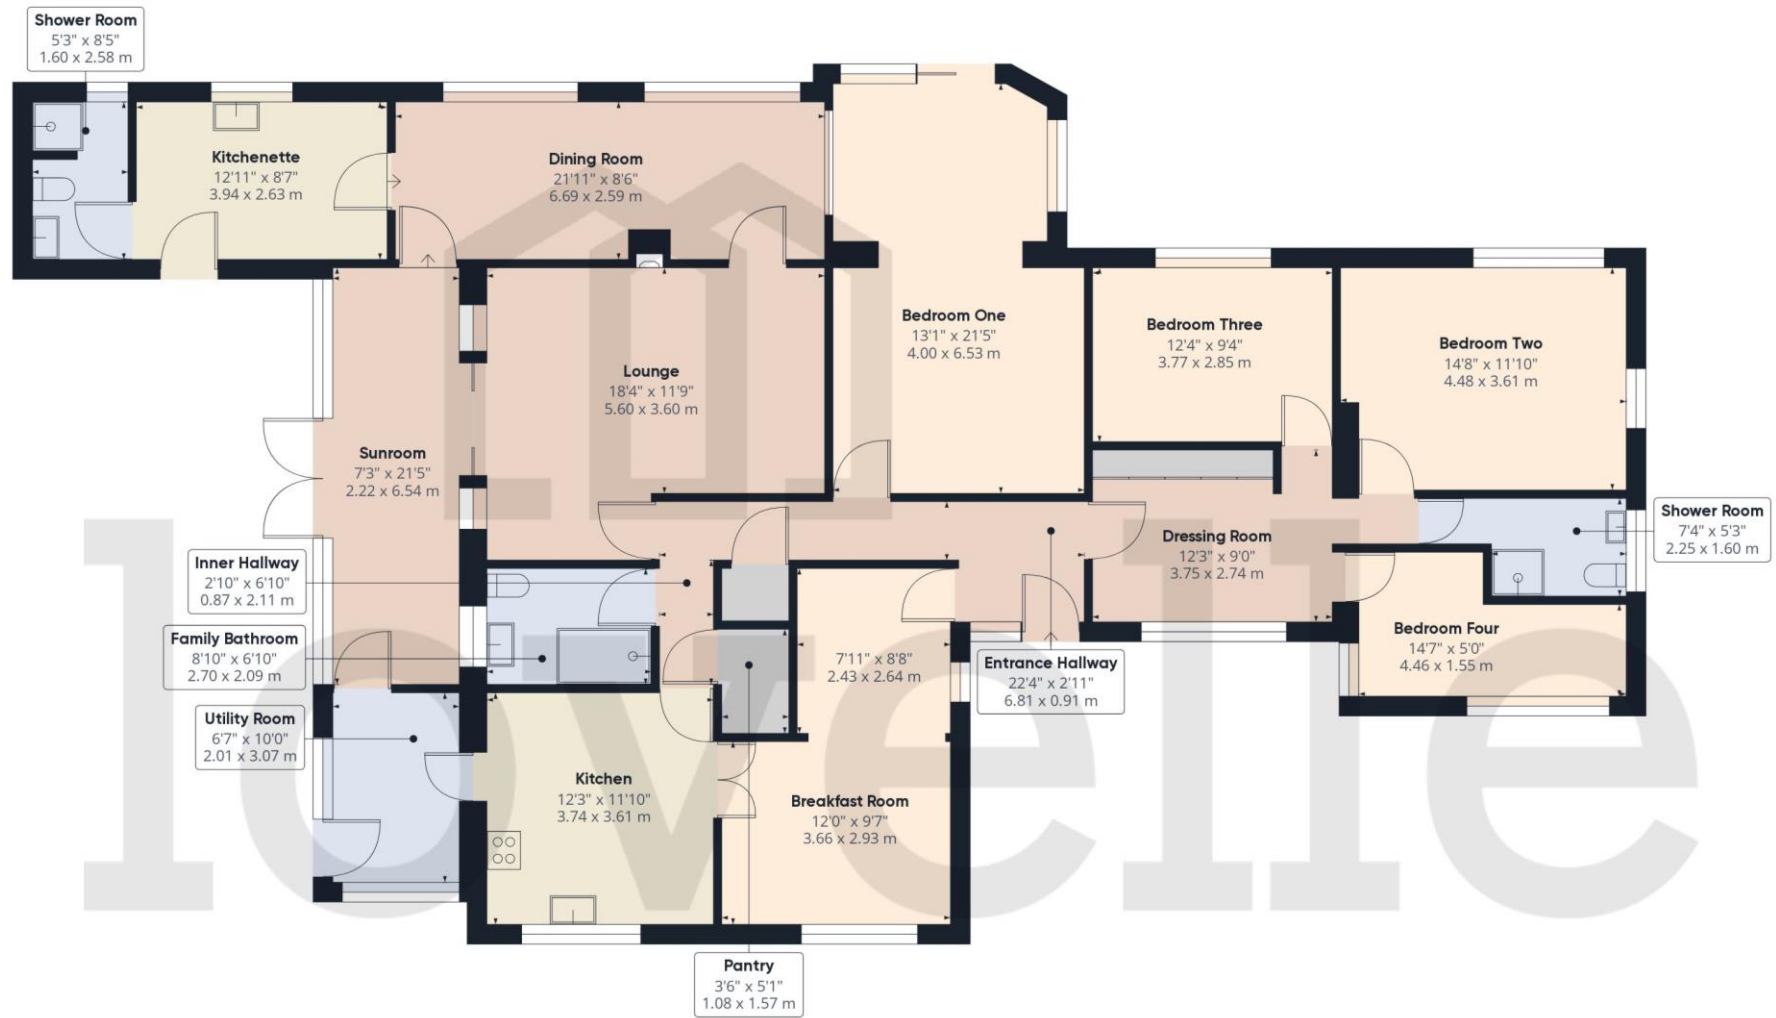 Shower Room
5'3" x 8'5"
1.60 x 2.58 m
Kitchenette
12'11" x 8'7"
3.94 x 2.63 m
Dining Room
21'11" x 8'6"
6.69 x 2.59 m
Bedroom One
13'1" x 21'5"
4.00 x 6.53 m
Bedroom Three
12'4" x 9'4"
3.77 x 2.85 m
Bedroom Two
14'8" x 11'10"
4.48 x 3.61 m
Lounge
18'4" x 11'9"
5.60 x 3.60 m
Sunroom
7'3" x 21'5"
2.22 x 6.54 m
Shower Room
7'4" x 5'3"
2.25 x 1.60 m
Dressing Room
12'3" x 9'0"
3.75 x 2.74 m
Inner Hallway
2'10" x 6'10"
0.87 x 2.11 m
Family Bathroom
8'10" x 6'10"
2.70 x 2.09 m
Bedroom Four
14'7" x 5'0"
4.46 x 1.55 m
7'11" x 8'8"
2.43 x 2.64 m
Entrance Hallway
22'4" x 2'11"
6.81 x 0.91 m
Utility Room
6'7" x 10'0"
2.01 x 3.07 m
Kitchen
12'3" x 11'10"
3.74 x 3.61 m
Breakfast Room
12'0" x 9'7"
3.66 x 2.93 m
lovelle
Pantry
3'6" x 5'1"
1.08 x 1.57 m